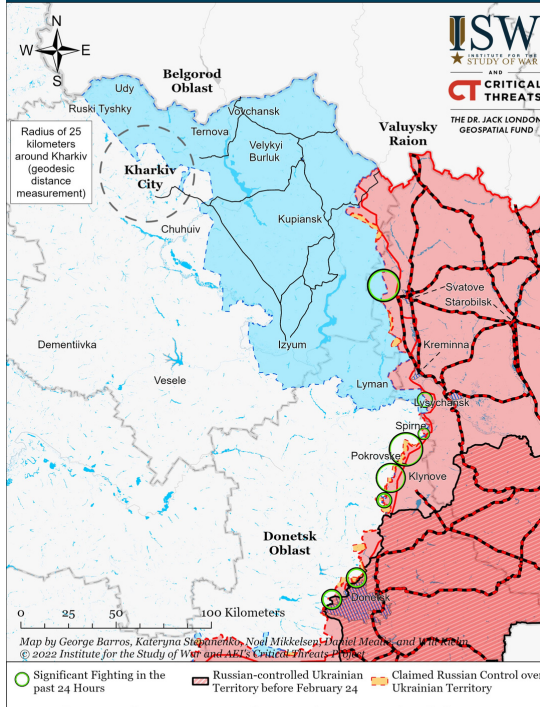 N
W E
S
ISW
INSTITUTE FOR THE
STUDY OF WAR
AND
CT CRITICAL
THREATS
THE DR. JACK LONDON
GEOSPATIAL FUND
Belgorod
Oblast
Udy
Ruski Tyshky
Vovchansk
Ternova
Velykyi
Burluk
Valuysky
Raion
Radius of 25
kilometers
around Kharkiv
(geodesic
distance
measurement)
Kharkiv
City
Chuhuiv
Kupiansk
Svatove
Starobilsk
Dementiivka
Izyum
Kreminna
Vesele
Lyman
Lysychansk
Spirne
Pokrovske
Klynove
Donetsk
Oblast
Donetsk
0 25 50 100 Kilometers
Map by George Barros, Kateryna Stepanenko, Noel Mikkelsen, Daniel Mealie, and Will Kielm
© 2022 Institute for the Study of War and AEI's Critical Threats Project
Significant Fighting in the
past 24 Hours
Russian-controlled Ukrainian
Territory before February 24
Claimed Russian Control over
Ukrainian Territory